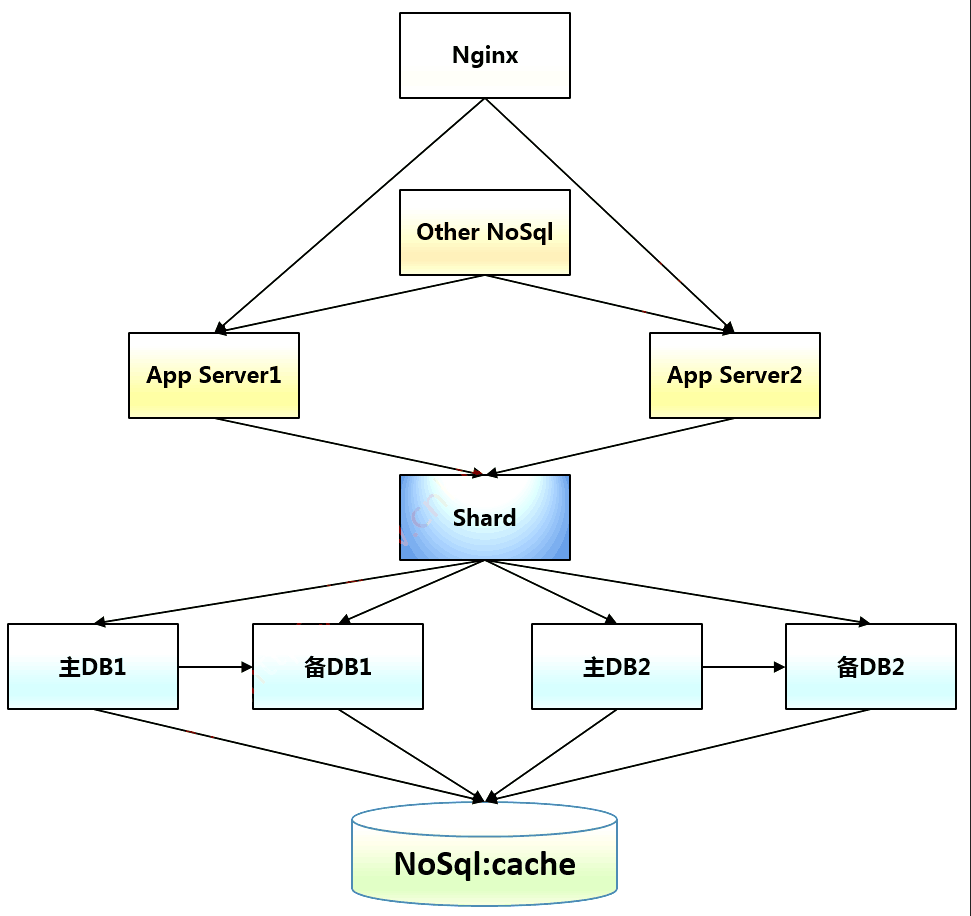 Nginx
Other NoSql
App Server1
App Server2
Shard
主DB1
备DB1
主DB2
备DB2
NoSql:cache